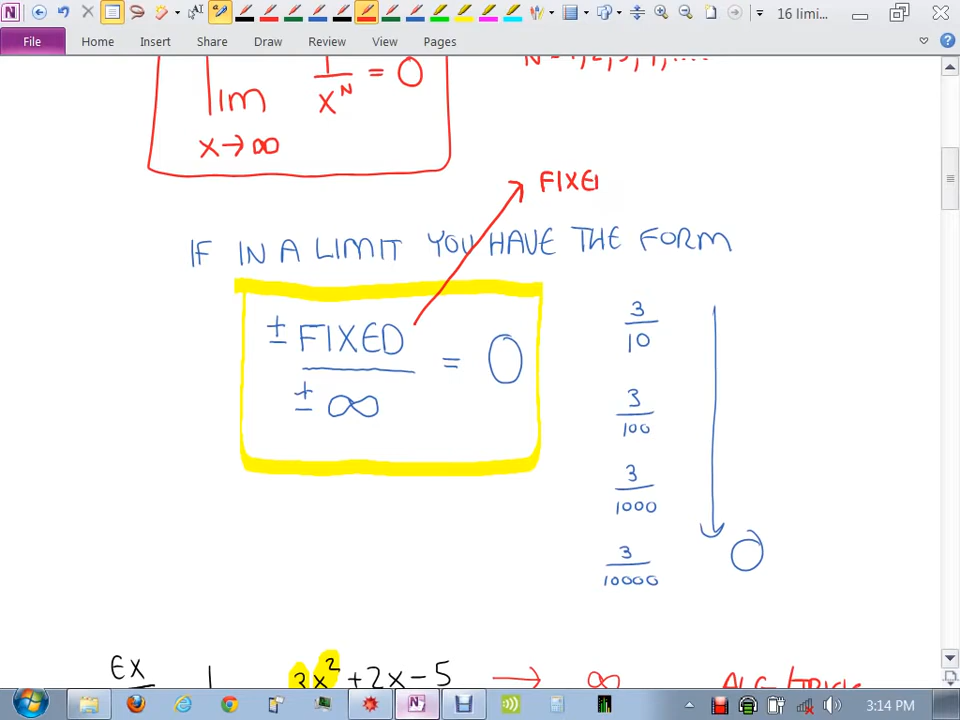 16 limi...
File Home Insert Share Draw Review View Pages
lim 1/x^N = 0
x→∞
FIXE
IF IN A LIMIT YOU HAVE THE FORM
± FIXED / ± ∞ = 0
3/10
3/100
3/1000
3/10000
0
EX
3x² + 2x - 5 → ∞
3:14 PM